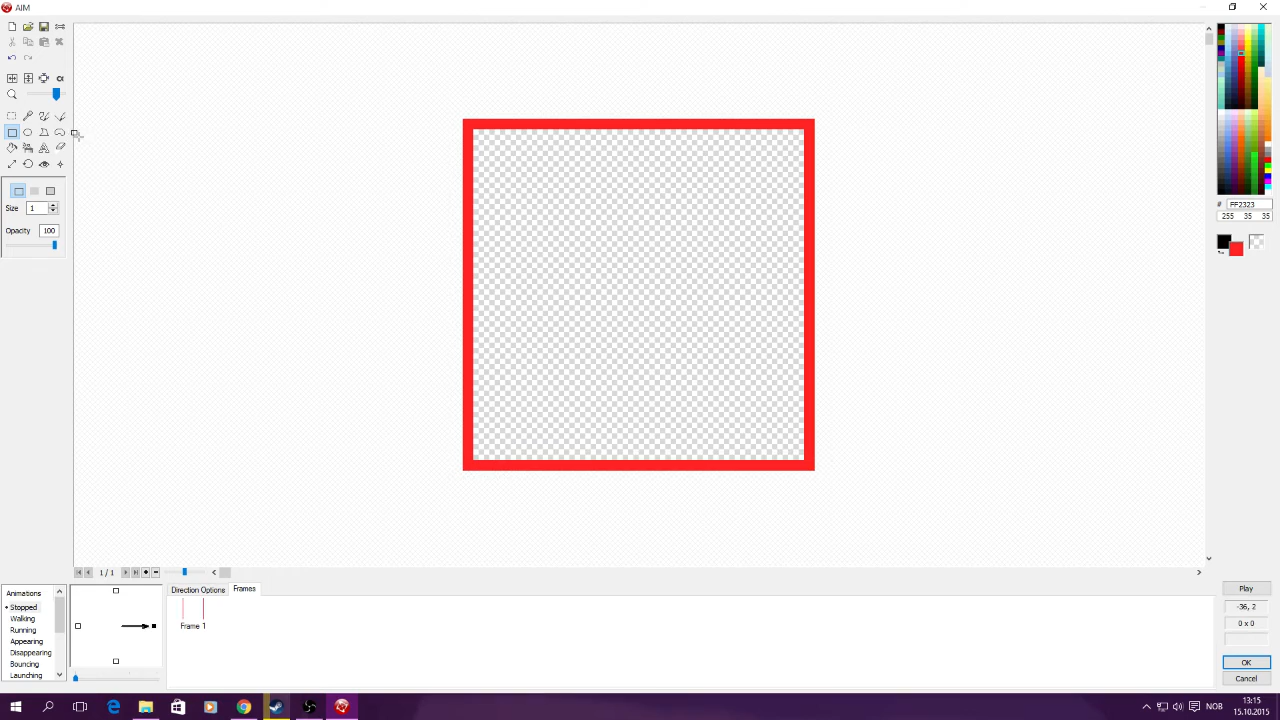 AIM
Size 1
Opacity 100
# FF2323
255 35 35
1 / 1
Animations
Stopped
Walking
Running
Appearing
Disappearing
Bouncing
Launching
Direction Options Frames
Frame 1
Play
-36, 2
0 x 0
OK
Cancel
NOB
13:15
15.10.2015